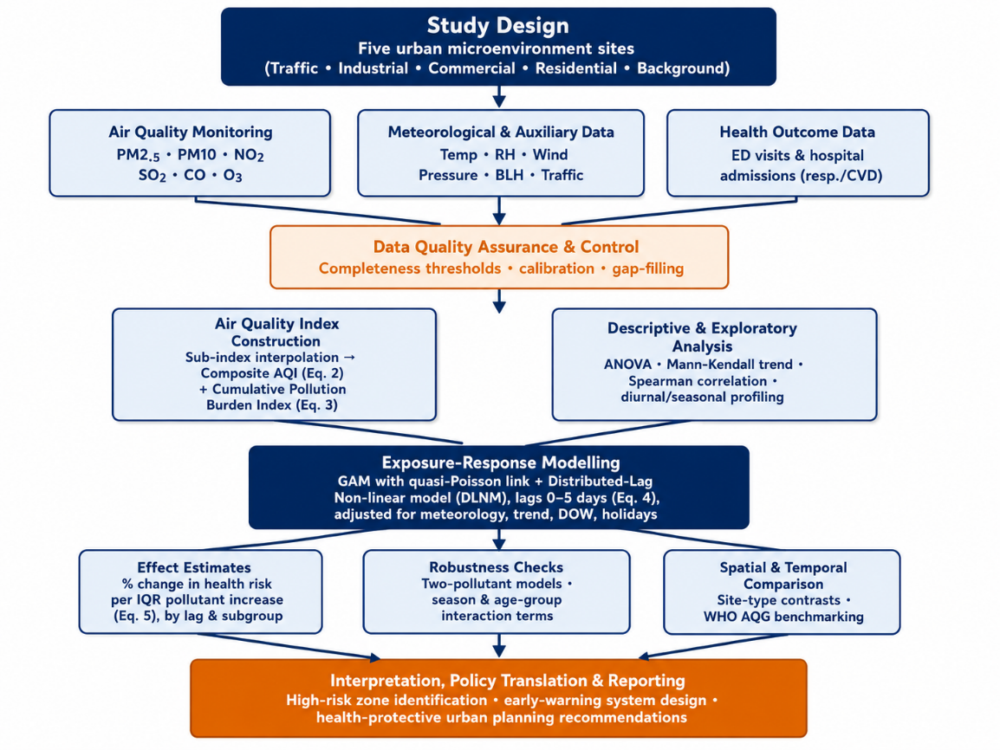 Study Design
Five urban microenvironment sites
(Traffic • Industrial • Commercial • Residential • Background)
Air Quality Monitoring
PM2.5 • PM10 • NO2
SO2 • CO • O3
Meteorological & Auxiliary Data
Temp • RH • Wind
Pressure • BLH • Traffic
Health Outcome Data
ED visits & hospital
admissions (resp./CVD)
Data Quality Assurance & Control
Completeness thresholds • calibration • gap-filling
Air Quality Index
Construction
Sub-index interpolation →
Composite AQI (Eq. 2)
+ Cumulative Pollution
Burden Index (Eq. 3)
Descriptive & Exploratory
Analysis
ANOVA • Mann-Kendall trend •
Spearman correlation •
diurnal/seasonal profiling
Exposure-Response Modelling
GAM with quasi-Poisson link + Distributed-Lag
Non-linear model (DLNM), lags 0–5 days (Eq. 4),
adjusted for meteorology, trend, DOW, holidays
Effect Estimates
% change in health risk
per IQR pollutant increase
(Eq. 5), by lag & subgroup
Robustness Checks
Two-pollutant models •
season & age-group
interaction terms
Spatial & Temporal
Comparison
Site-type contrasts •
WHO AQG benchmarking
Interpretation, Policy Translation & Reporting
High-risk zone identification • early-warning system design •
health-protective urban planning recommendations